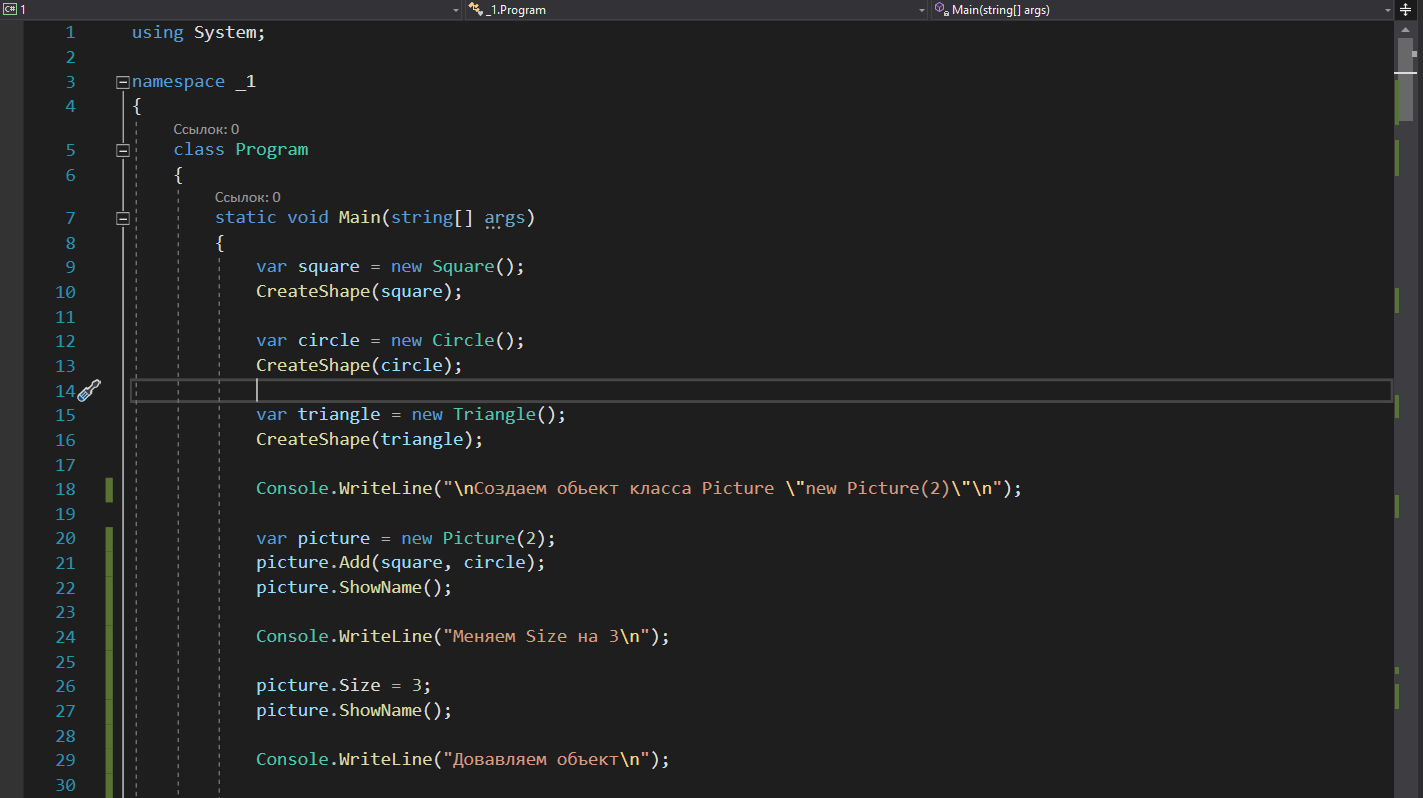 C# 1 _1.Program Main(string[] args)
1 using System;
2
3 namespace _1
4 {
Ссылок: 0
5 class Program
6 {
Ссылок: 0
7 static void Main(string[] args)
8 {
9 var square = new Square();
10 CreateShape(square);
11
12 var circle = new Circle();
13 CreateShape(circle);
14
15 var triangle = new Triangle();
16 CreateShape(triangle);
17
18 Console.WriteLine("\nСоздаем обьект класса Picture \"new Picture(2)\"\n");
19
20 var picture = new Picture(2);
21 picture.Add(square, circle);
22 picture.ShowName();
23
24 Console.WriteLine("Меняем Size на 3\n");
25
26 picture.Size = 3;
27 picture.ShowName();
28
29 Console.WriteLine("Довавляем объект\n");
30